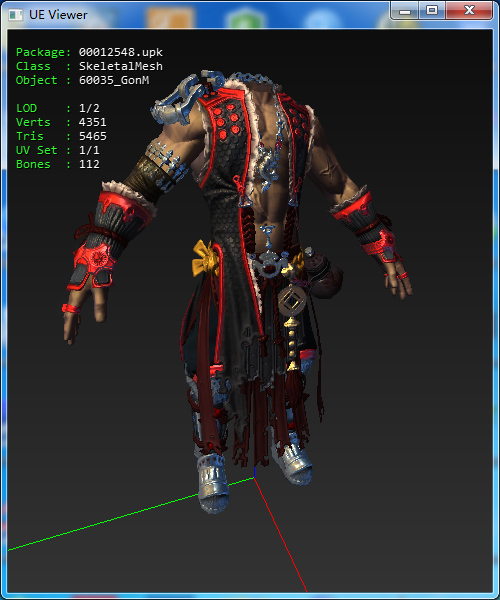 UE Viewer
Package: 00012548.upk
Class : SkeletalMesh
Object : 60035_GonM
LOD : 1/2
Verts : 4351
Tris : 5465
UV Set : 1/1
Bones : 112